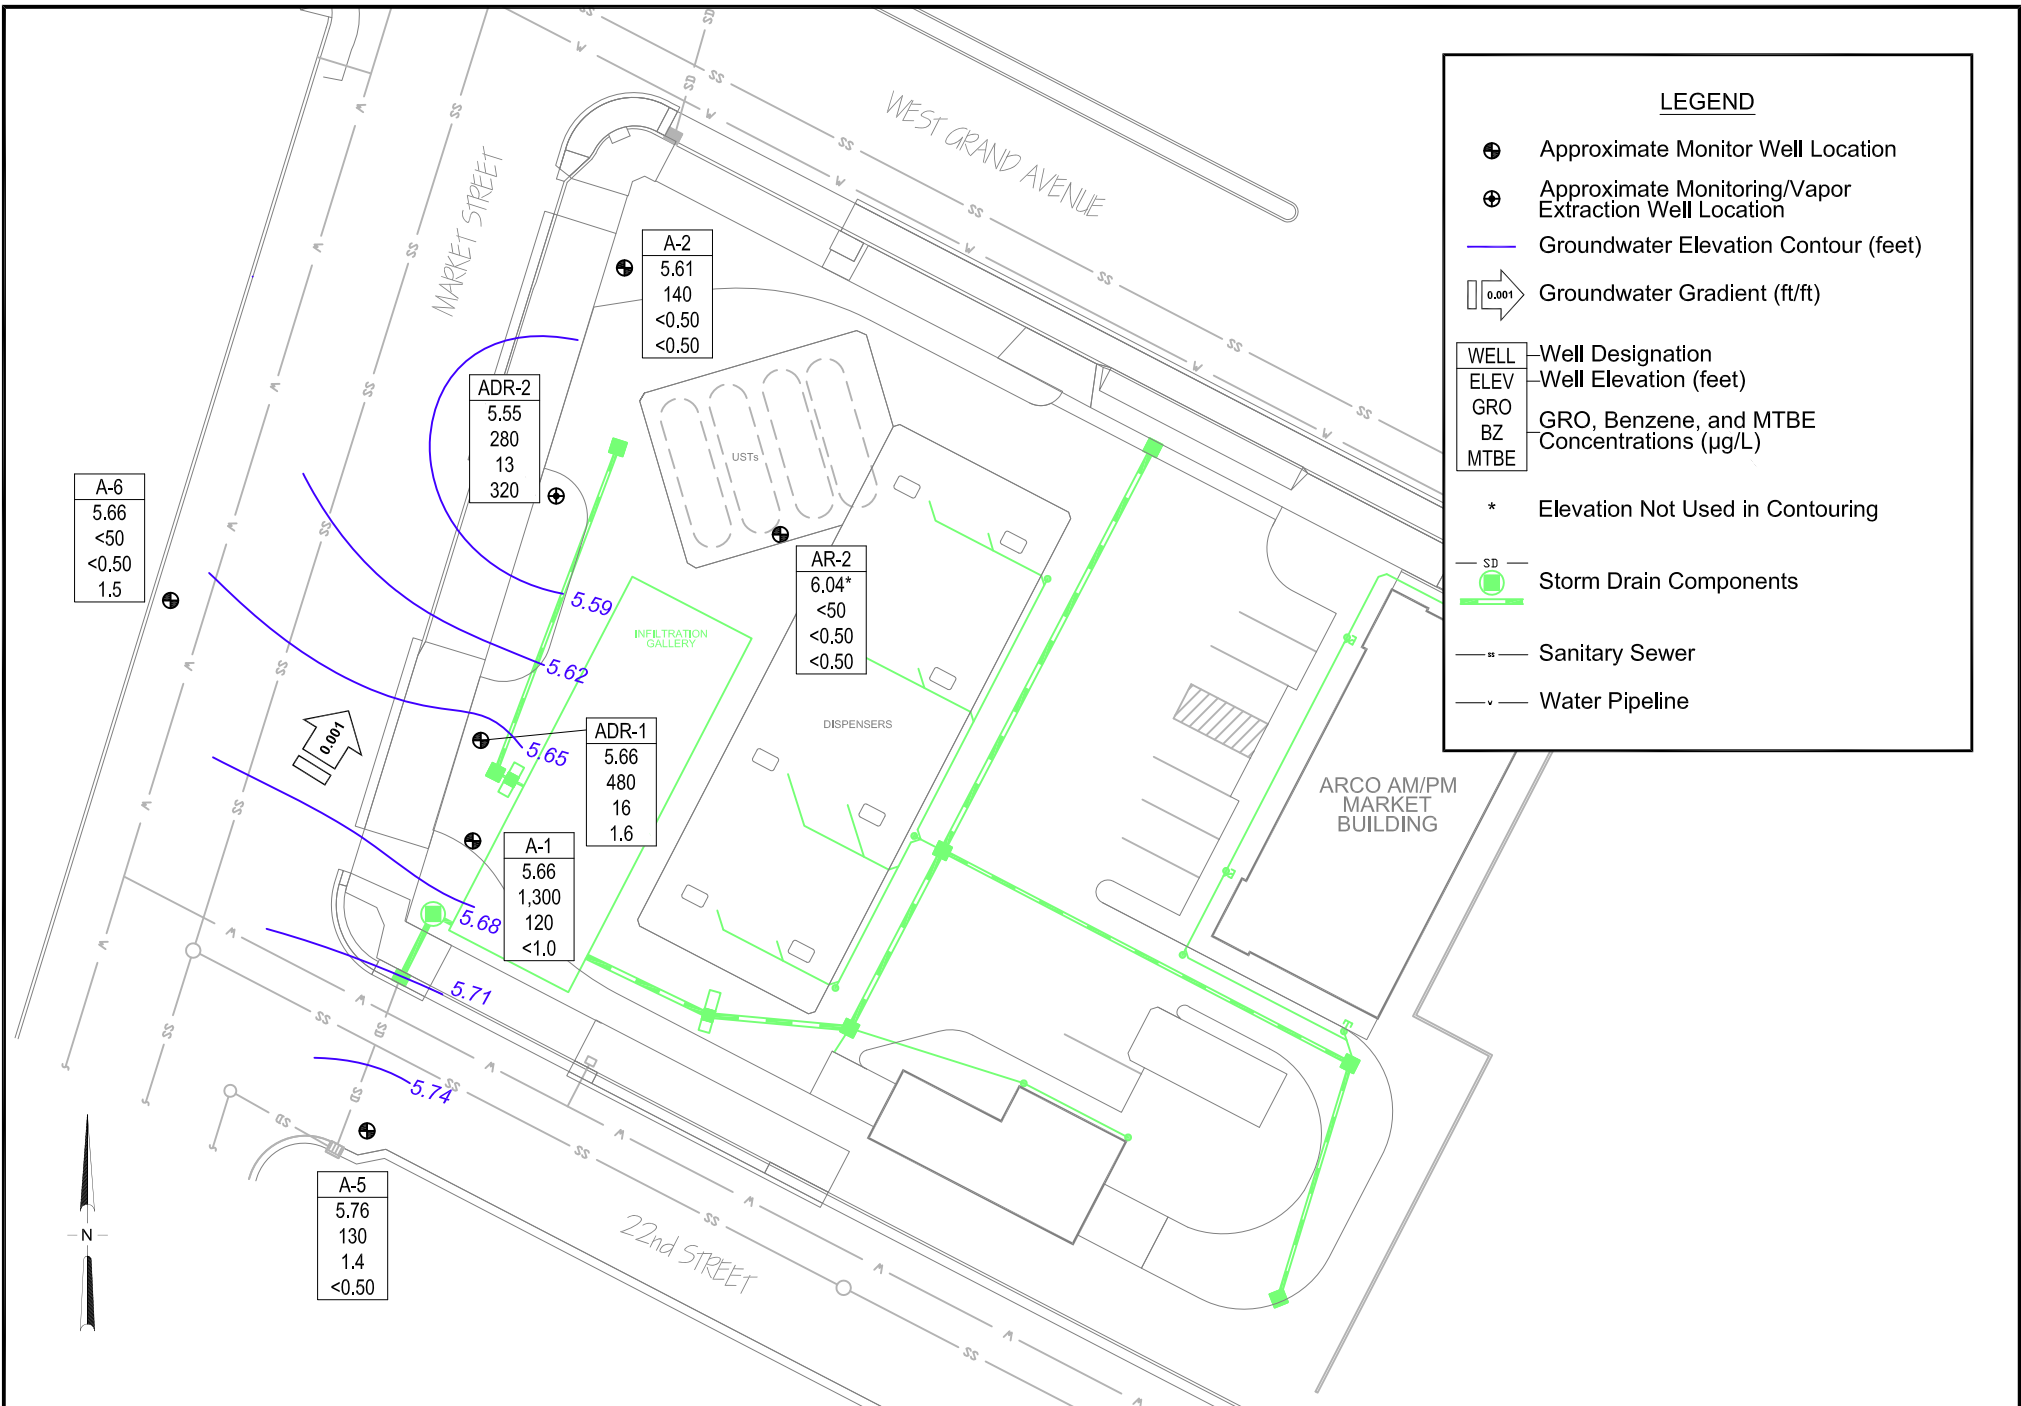 WEST GRAND AVENUE
MARKET STREET
A-2
5.61
140
<0.50
<0.50
ADR-2
5.55
280
13
320
A-6
5.66
<50
<0.50
1.5
USTs
AR-2
6.04*
<50
<0.50
<0.50
INFILTRATION
GALLERY
5.59
5.62
5.65
5.68
5.71
5.74
0.001
ADR-1
5.66
480
16
1.6
A-1
5.66
1,300
120
<1.0
DISPENSERS
ARCO AM/PM
MARKET
BUILDING
A-5
5.76
130
1.4
<0.50
22nd STREET
N
LEGEND
Approximate Monitor Well Location
Approximate Monitoring/Vapor
Extraction Well Location
Groundwater Elevation Contour (feet)
0.001
Groundwater Gradient (ft/ft)
WELL
Well Designation
ELEV
Well Elevation (feet)
GRO
BZ
MTBE
GRO, Benzene, and MTBE
Concentrations (µg/L)
* Elevation Not Used in Contouring
SD
Storm Drain Components
SS
Sanitary Sewer
Water Pipeline